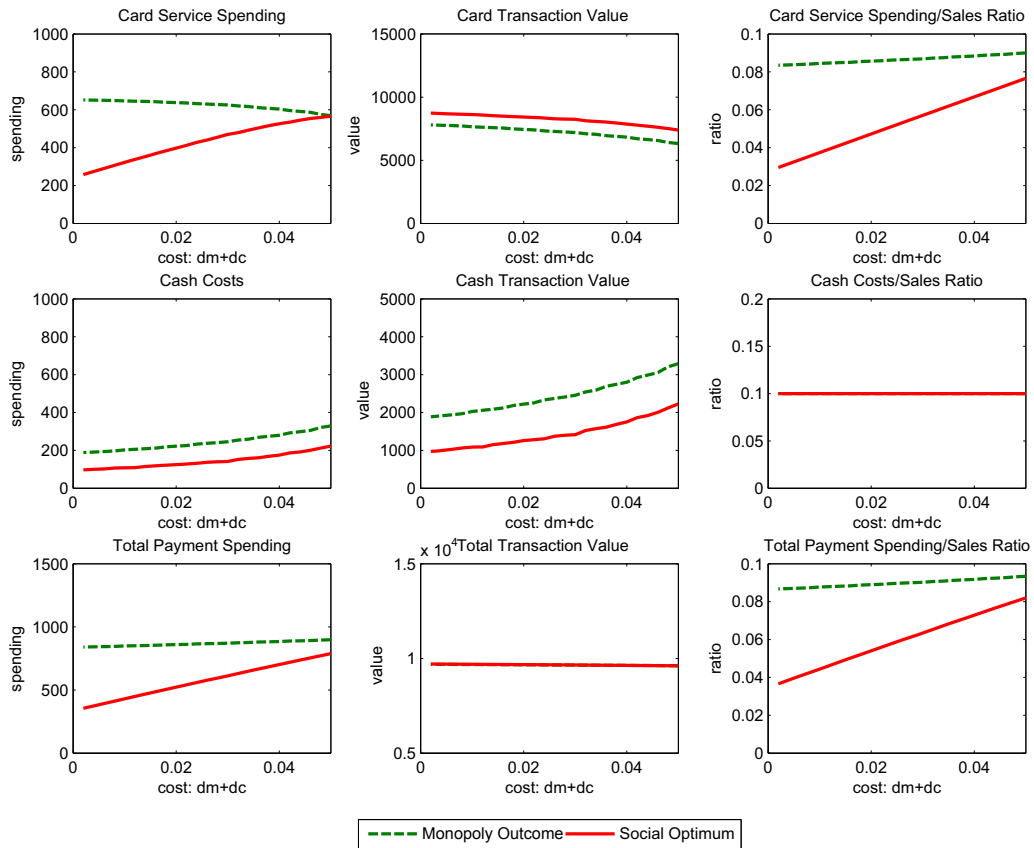 Card Service Spending
1000
800
600
400
200
0
spending
0
0.02
0.04
cost: dm+dc
Card Transaction Value
15000
10000
5000
0
value
0
0.02
0.04
cost: dm+dc
Card Service Spending/Sales Ratio
0.1
0.08
0.06
0.04
0.02
0
ratio
0
0.02
0.04
cost: dm+dc
Cash Costs
1000
800
600
400
200
0
spending
0
0.02
0.04
cost: dm+dc
Cash Transaction Value
5000
4000
3000
2000
1000
0
value
0
0.02
0.04
cost: dm+dc
Cash Costs/Sales Ratio
0.2
0.15
0.1
0.05
0
ratio
0
0.02
0.04
cost: dm+dc
Total Payment Spending
1500
1000
500
0
spending
0
0.02
0.04
cost: dm+dc
x 10^4 Total Transaction Value
1.5
1
0.5
value
0
0.02
0.04
cost: dm+dc
Total Payment Spending/Sales Ratio
0.1
0.08
0.06
0.04
0.02
0
ratio
0
0.02
0.04
cost: dm+dc
Monopoly Outcome
Social Optimum